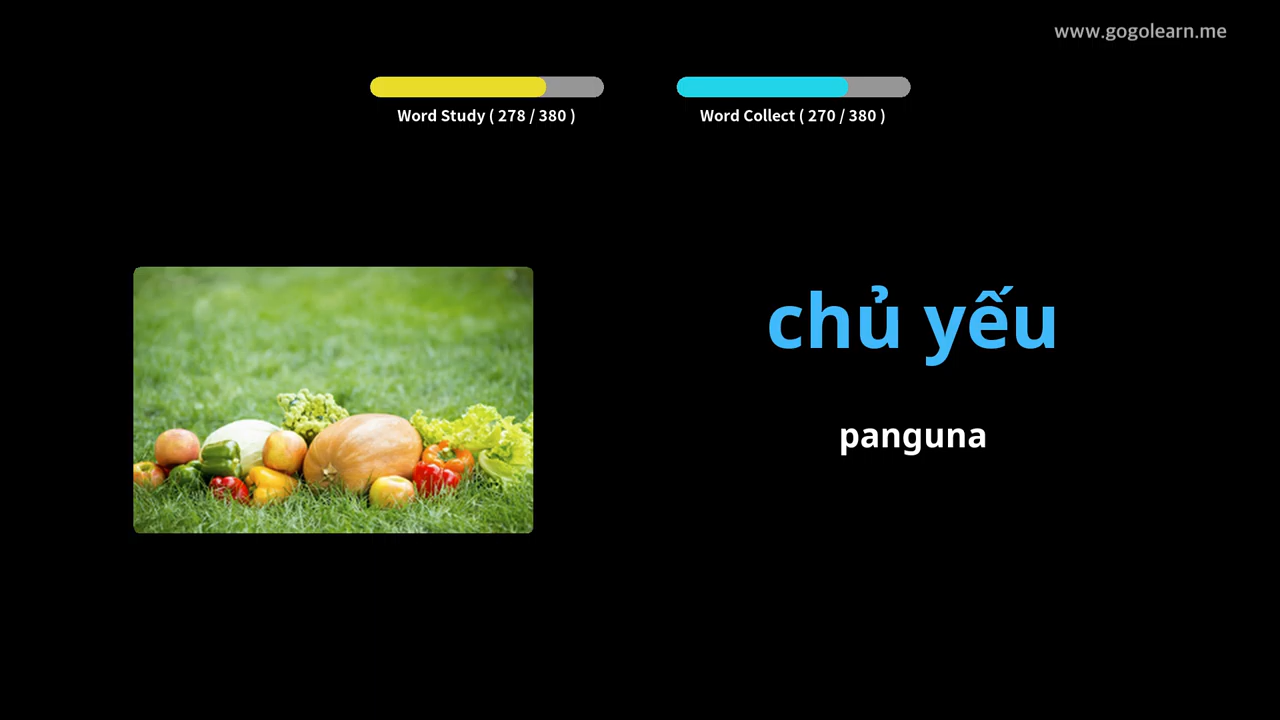 www.gogolearn.me
Word Study ( 278 / 380 )
Word Collect ( 270 / 380 )
chủ yếu
panguna